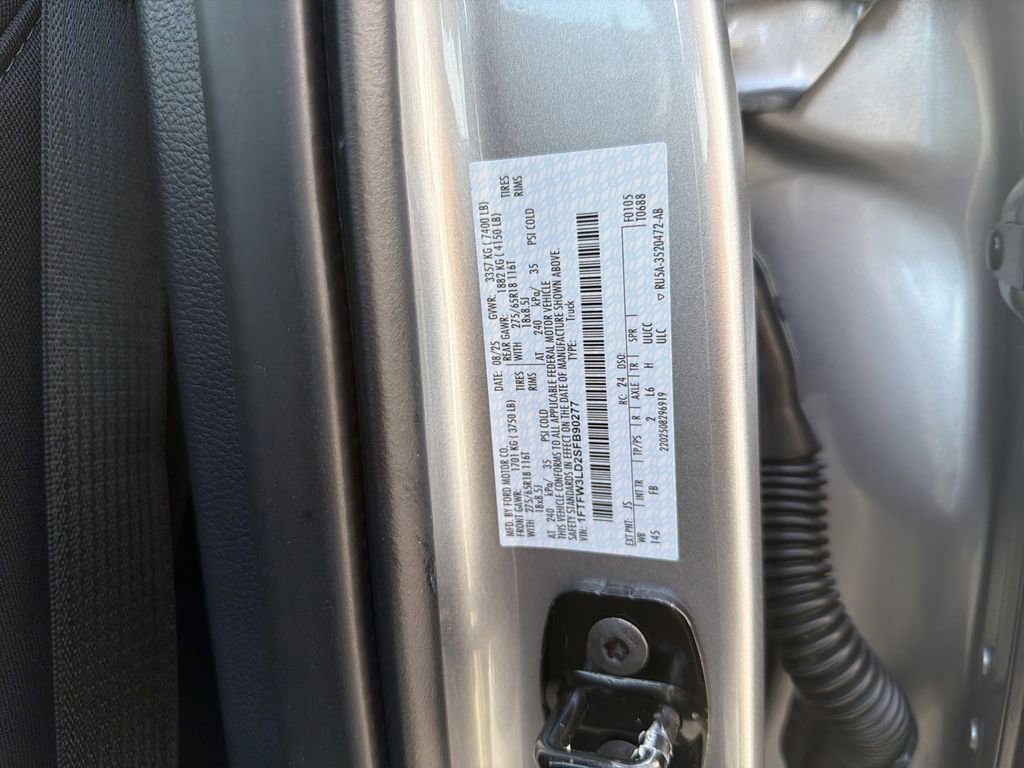 MFD. BY FORD MOTOR CO.
DATE: 08/25 GVWR: 3357 KG ( 7400 LB)
FRONT GAWR: 1701 KG ( 3750 LB) REAR GAWR: 1882 KG ( 4150 LB)
WITH 275/65R18 116T TIRES WITH 275/65R18 116T TIRES
18x8.5J RIMS 18x8.5J RIMS
AT 240 kPa/ 35 PSI COLD AT 240 kPa/ 35 PSI COLD
THIS VEHICLE CONFORMS TO ALL APPLICABLE FEDERAL MOTOR VEHICLE
SAFETY STANDARDS IN EFFECT ON THE DATE OF MANUFACTURE SHOWN ABOVE.
VIN: 1FTFW3LD2SFB90277 TYPE: Truck
EXT PNT: JS RC: 24 DSO: F0105
WB INT TR TP/PS R AXLE TR SPR T0688
145 FB 2 L6 H UUCC
2202508296919 ULC ▽ RU5A-3520472-AB